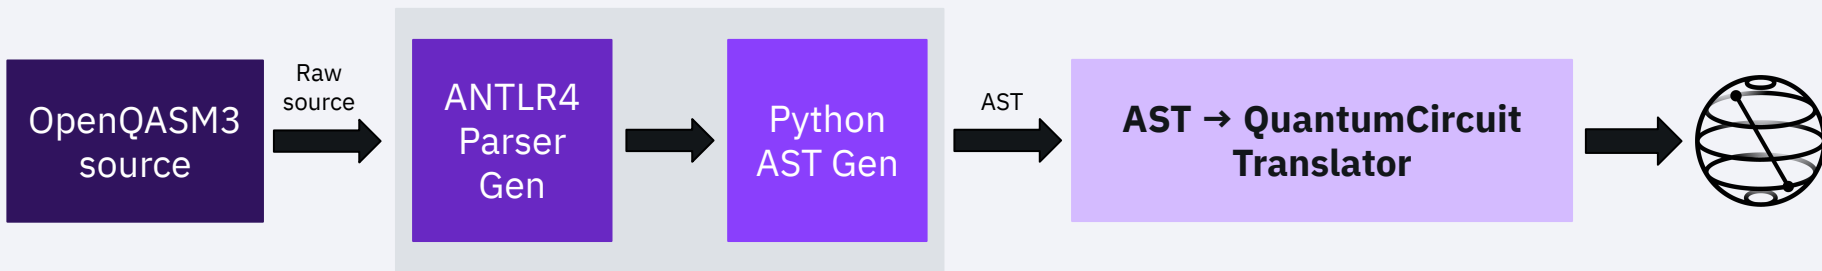 OpenQASM3
source
Raw
source
ANTLR4
Parser
Gen
Python
AST Gen
AST
AST → QuantumCircuit
Translator